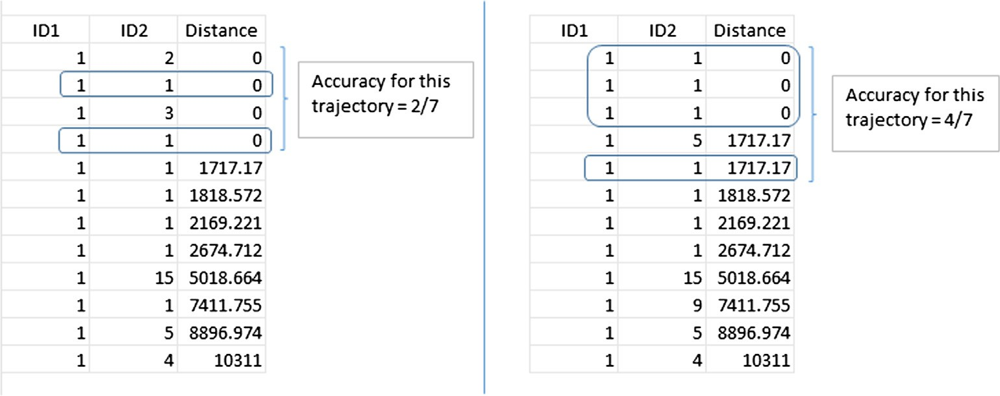 ID1 ID2 Distance
1 2 0
1 1 0
1 3 0
1 1 0
1 1 1717.17
1 1 1818.572
1 1 2169.221
1 1 2674.712
1 15 5018.664
1 1 7411.755
1 5 8896.974
1 4 10311
Accuracy for this
trajectory = 2/7
ID1 ID2 Distance
1 1 0
1 1 0
1 1 0
1 5 1717.17
1 1 1717.17
1 1 1818.572
1 1 2169.221
1 1 2674.712
1 15 5018.664
1 9 7411.755
1 5 8896.974
1 4 10311
Accuracy for this
trajectory = 4/7